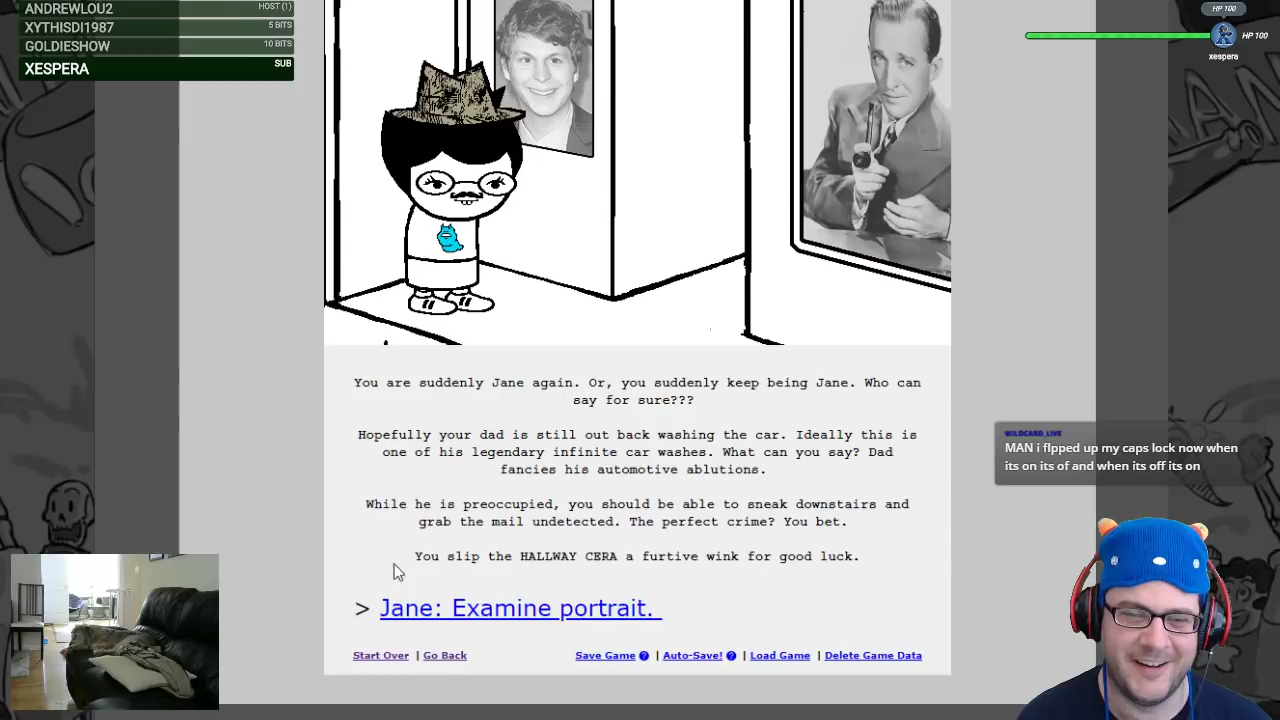 ANDREWLOU2 HOST (1)
XYTHISDI1987 5 BITS
GOLDIESHOW 10 BITS
XESPERA SUB
HP 100
HP 100
xespera
You are suddenly Jane again. Or, you suddenly keep being Jane. Who can
say for sure???
Hopefully your dad is still out back washing the car. Ideally this is
one of his legendary infinite car washes. What can you say? Dad
fancies his automotive ablutions.
While he is preoccupied, you should be able to sneak downstairs and
grab the mail undetected. The perfect crime? You bet.
You slip the HALLWAY CERA a furtive wink for good luck.
> Jane: Examine portrait.
Start Over | Go Back Save Game ? | Auto-Save! ? | Load Game | Delete Game Data
WILDCARD_LIVE
MAN i flpped up my caps lock now when
its on its of and when its off its on